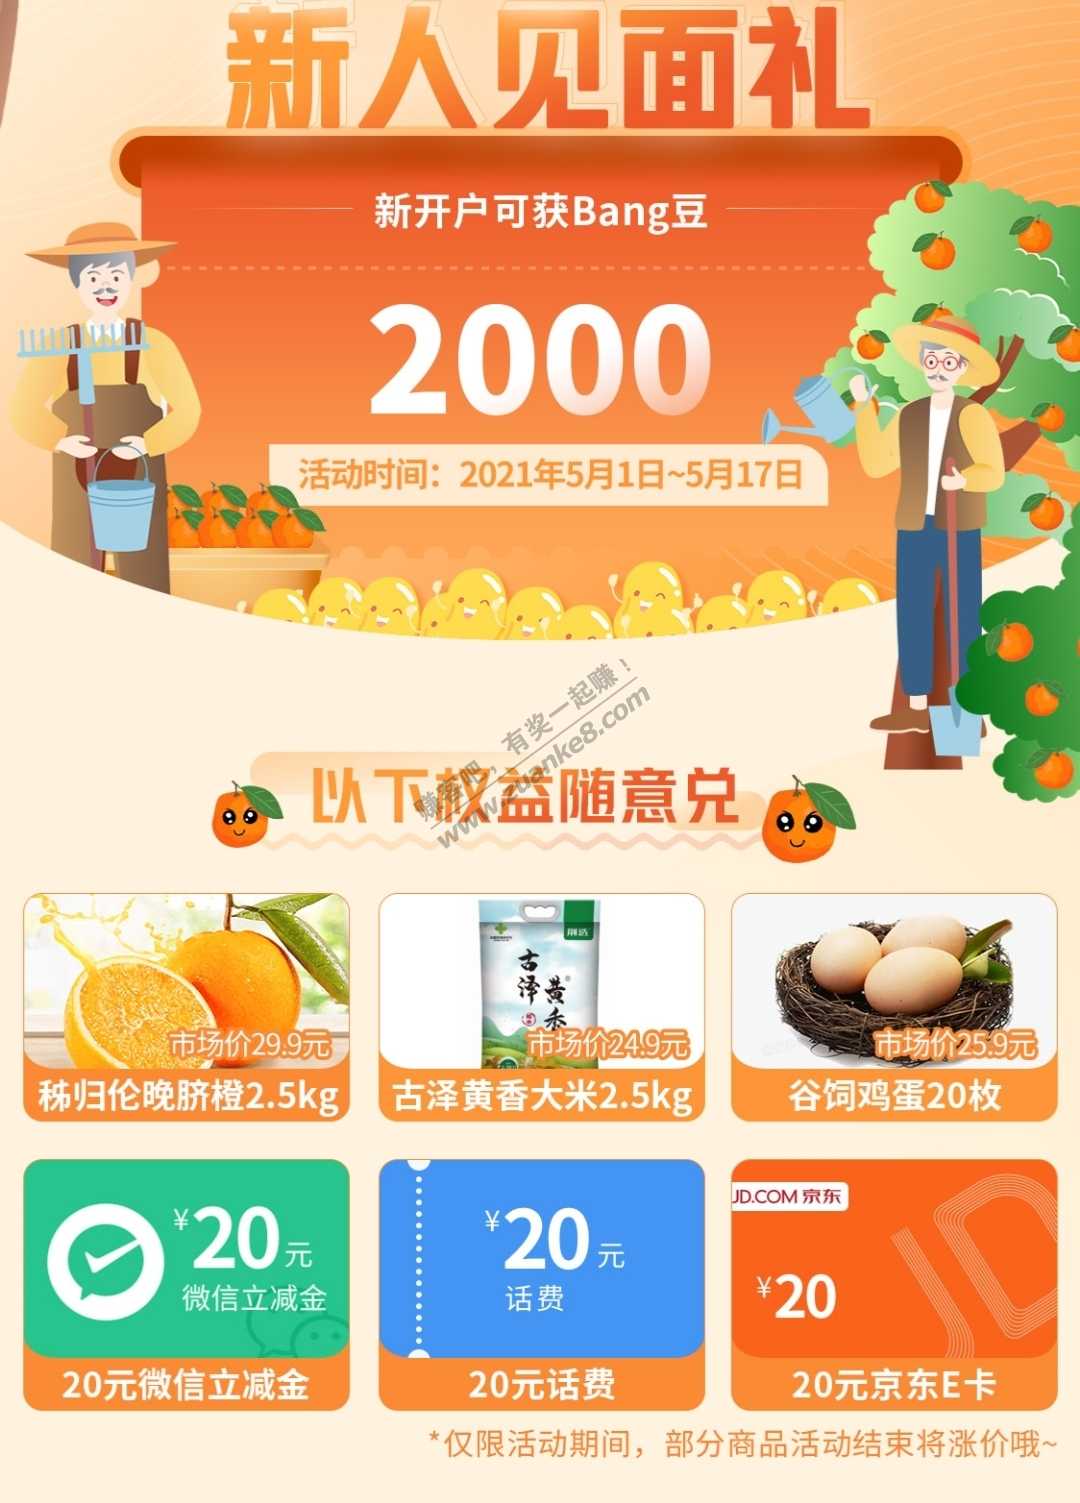 新人见面礼
新开户可获Bang豆
2000
活动时间：2021年5月1日~5月17日
赚客吧，有奖一起赚！
www.zuanke8.com
以下权益随意兑
荆选
古泽
黄香
市场价29.9元
市场价24.9元
市场价25.9元
秭归伦晚脐橙2.5kg
古泽黄香大米2.5kg
谷饲鸡蛋20枚
¥20元
微信立减金
¥20元
话费
JD.COM 京东
¥20
JD
20元微信立减金
20元话费
20元京东E卡
*仅限活动期间，部分商品活动结束将涨价哦~